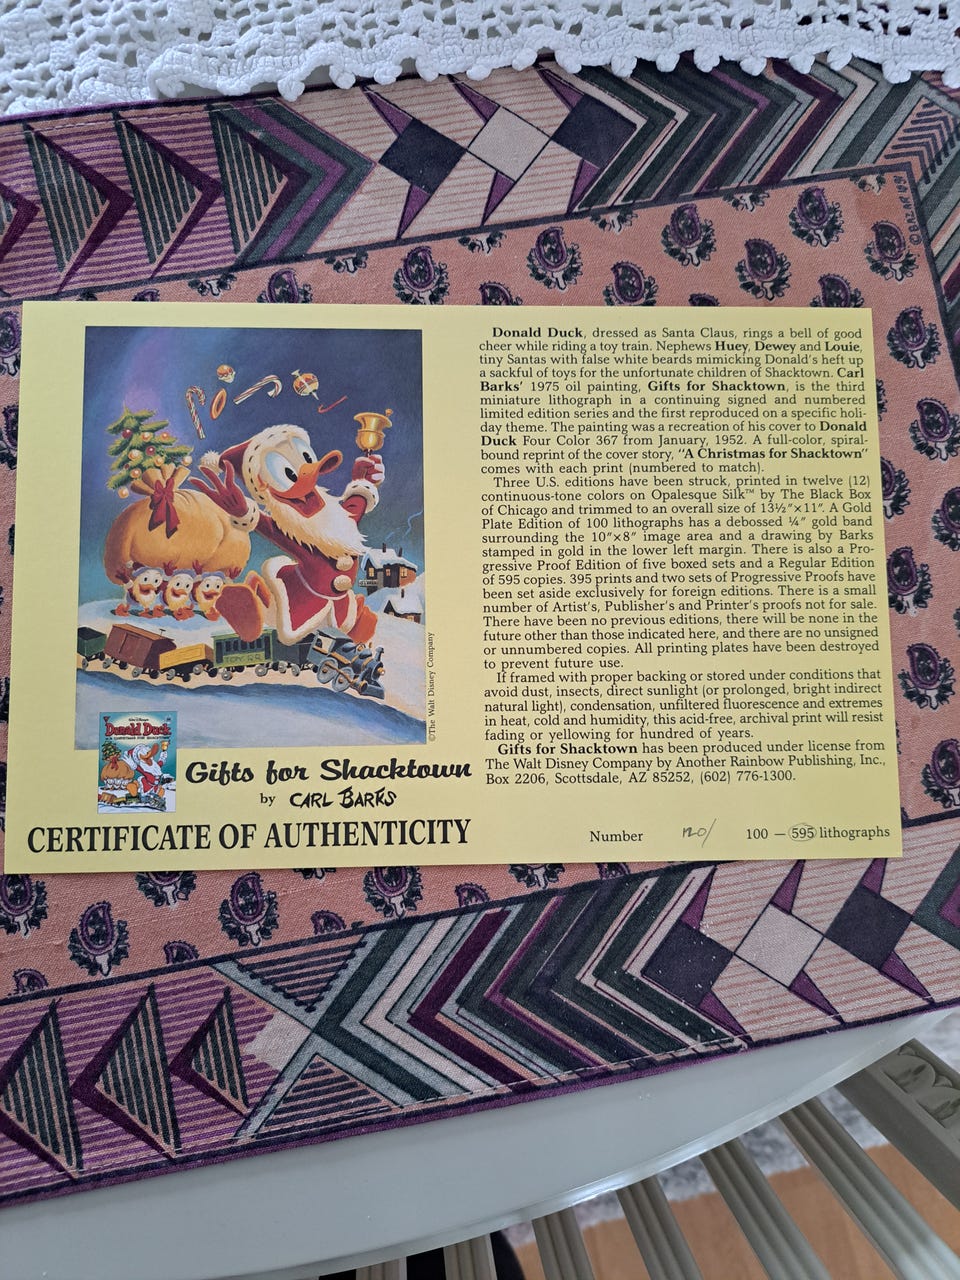 ©BAZAR 1991
Donald Duck, dressed as Santa Claus, rings a bell of good
cheer while riding a toy train. Nephews Huey, Dewey and Louie,
tiny Santas with false white beards mimicking Donald's heft up
a sackful of toys for the unfortunate children of Shacktown. Carl
Barks' 1975 oil painting, Gifts for Shacktown, is the third
miniature lithograph in a continuing signed and numbered
limited edition series and the first reproduced on a specific holi-
day theme. The painting was a recreation of his cover to Donald
Duck Four Color 367 from January, 1952. A full-color, spiral-
bound reprint of the cover story, "A Christmas for Shacktown"
comes with each print (numbered to match).
Three U.S. editions have been struck, printed in twelve (12)
continuous-tone colors on Opalesque Silk™ by The Black Box
of Chicago and trimmed to an overall size of 13½"×11". A Gold
Plate Edition of 100 lithographs has a debossed ¼" gold band
surrounding the 10"×8" image area and a drawing by Barks
stamped in gold in the lower left margin. There is also a Pro-
gressive Proof Edition of five boxed sets and a Regular Edition
of 595 copies. 395 prints and two sets of Progressive Proofs have
been set aside exclusively for foreign editions. There is a small
number of Artist's, Publisher's and Printer's proofs not for sale.
There have been no previous editions, there will be none in the
future other than those indicated here, and there are no unsigned
or unnumbered copies. All printing plates have been destroyed
to prevent future use.
If framed with proper backing or stored under conditions that
avoid dust, insects, direct sunlight (or prolonged, bright indirect
natural light), condensation, unfiltered fluorescence and extremes
in heat, cold and humidity, this acid-free, archival print will resist
fading or yellowing for hundred of years.
Gifts for Shacktown has been produced under license from
The Walt Disney Company by Another Rainbow Publishing, Inc.,
Box 2206, Scottsdale, AZ 85252, (602) 776-1300.
TOY R.R.
©The Walt Disney Company
Walt Disney's
Donald Duck
A CHRISTMAS FOR SHACKTOWN
Gifts for Shacktown
by CARL BARKS
CERTIFICATE OF AUTHENTICITY
Number 120/ 100 — 595 lithographs